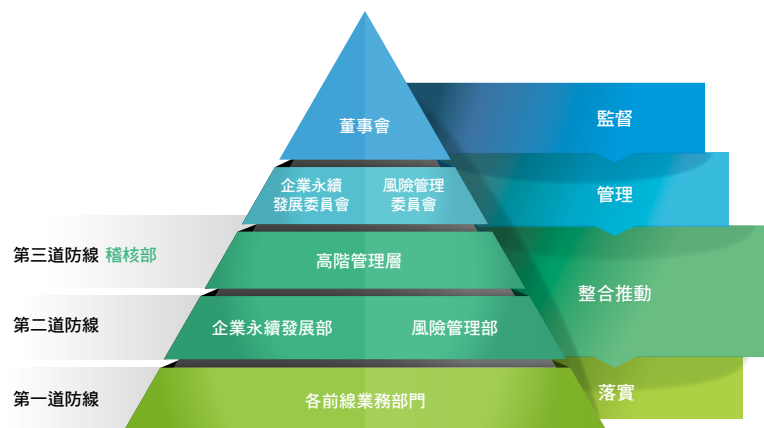 董事會
監督
企業永續
發展委員會
風險管理
委員會
管理
第三道防線 稽核部
高階管理層
整合推動
第二道防線
企業永續發展部
風險管理部
第一道防線
各前線業務部門
落實